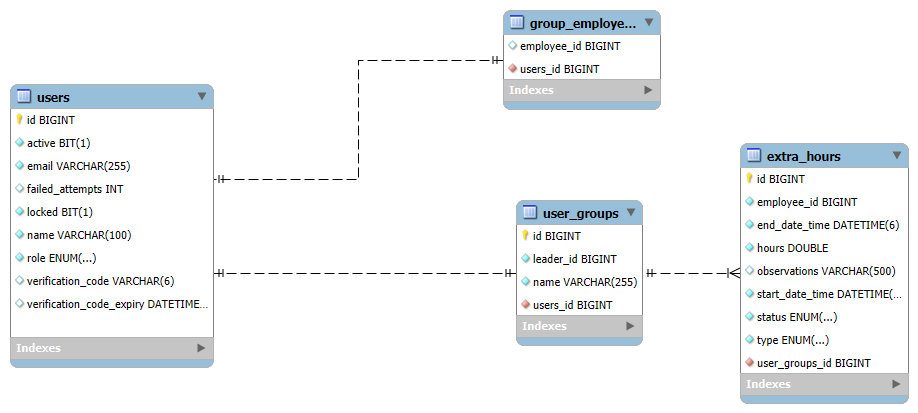 group_employe...
employee_id BIGINT
users_id BIGINT
Indexes
users
id BIGINT
active BIT(1)
email VARCHAR(255)
failed_attempts INT
locked BIT(1)
name VARCHAR(100)
role ENUM(...)
verification_code VARCHAR(6)
verification_code_expiry DATETIME...
Indexes
user_groups
id BIGINT
leader_id BIGINT
name VARCHAR(255)
users_id BIGINT
Indexes
extra_hours
id BIGINT
employee_id BIGINT
end_date_time DATETIME(6)
hours DOUBLE
observations VARCHAR(500)
start_date_time DATETIME(...
status ENUM(...)
type ENUM(...)
user_groups_id BIGINT
Indexes